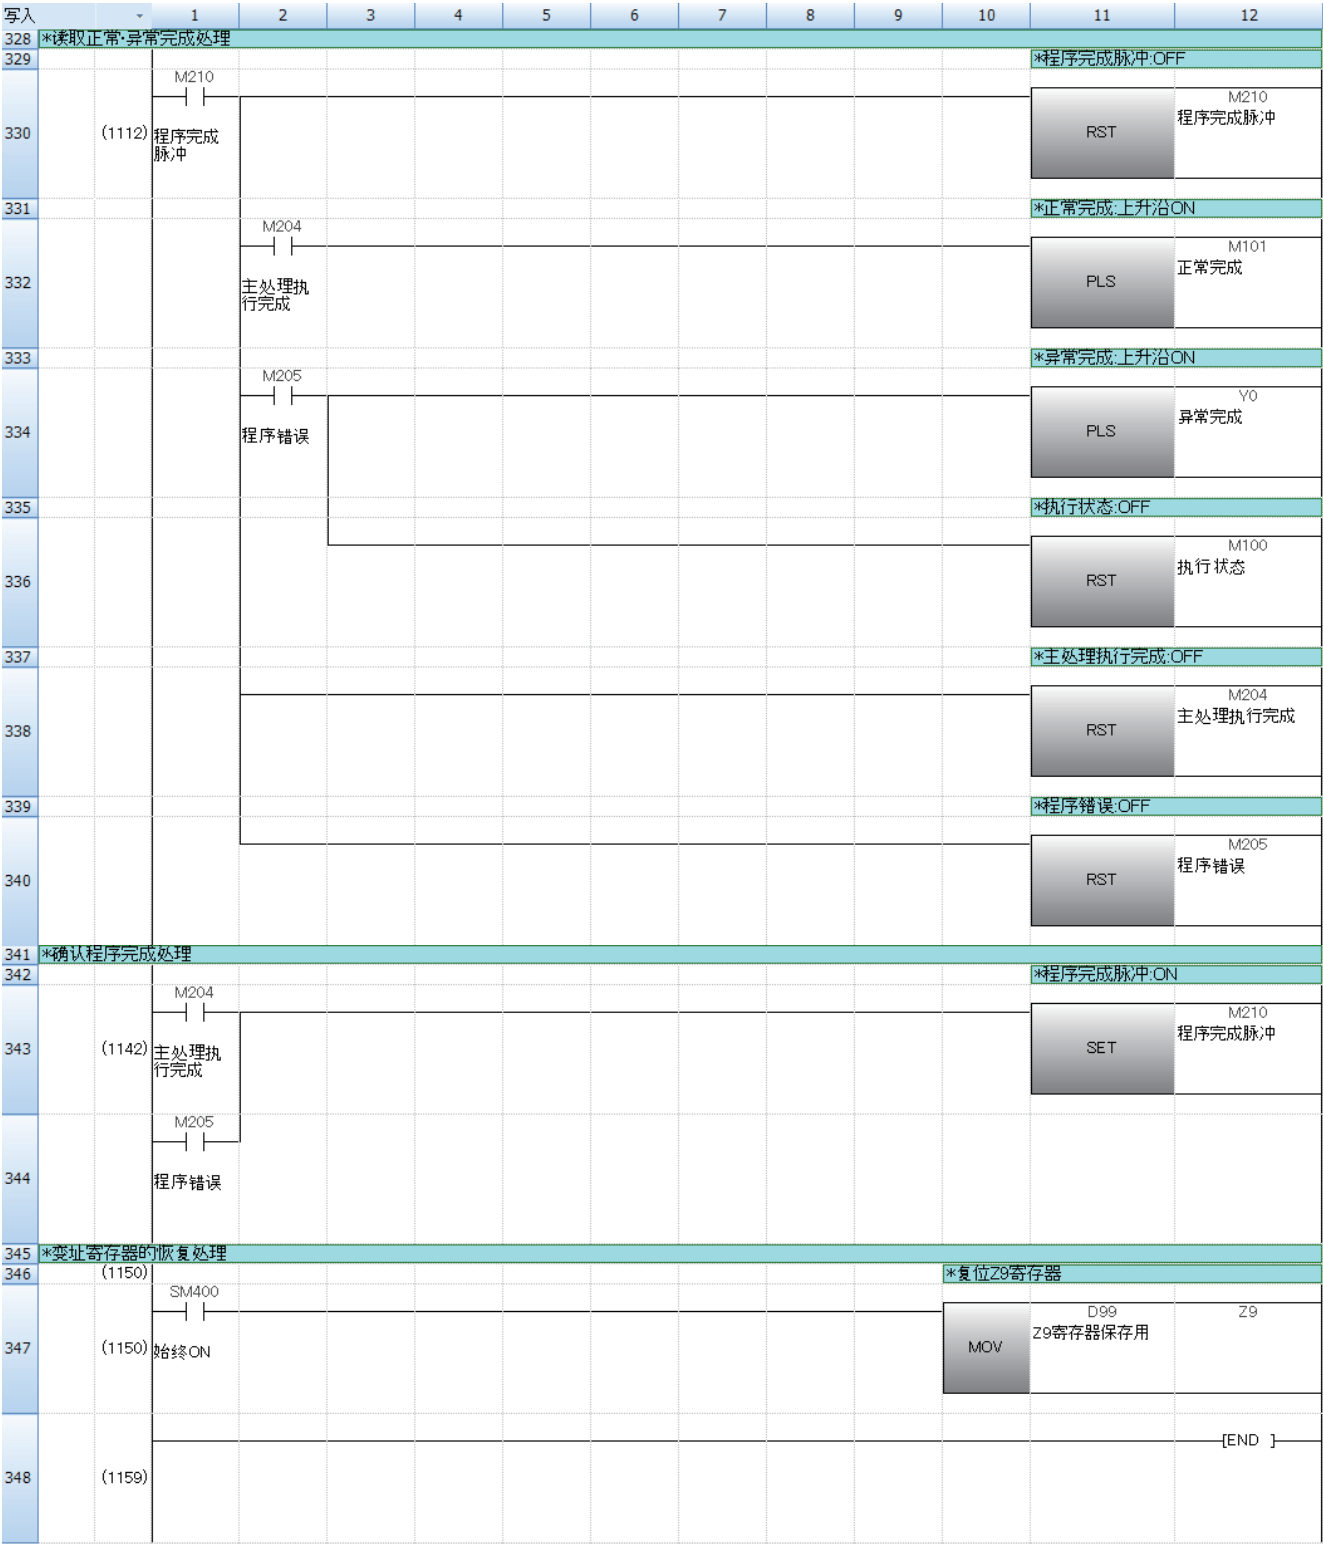 写入 1 2 3 4 5 6 7 8 9 10 11 12
328 *读取正常·异常完成处理
329 *程序完成脉冲:OFF
M210
M210
330 (1112) 程序完成
脉冲
RST
程序完成脉冲
331 *正常完成:上升沿ON
M204
M101
332 主处理执
行完成
PLS
正常完成
333 *异常完成:上升沿ON
M205
Y0
334 程序错误
PLS
异常完成
335 *执行状态:OFF
M100
336 RST
执行状态
337 *主处理执行完成:OFF
M204
338 RST
主处理执行完成
339 *程序错误:OFF
M205
340 RST
程序错误
341 *确认程序完成处理
342 *程序完成脉冲:ON
M204
M210
343 (1142) 主处理执
行完成
SET
程序完成脉冲
M205
344 程序错误
345 *变址寄存器的恢复处理
346 (1150) *复位Z9寄存器
SM400
D99 Z9
347 (1150) 始终ON
MOV
Z9寄存器保存用
[END ]
348 (1159)